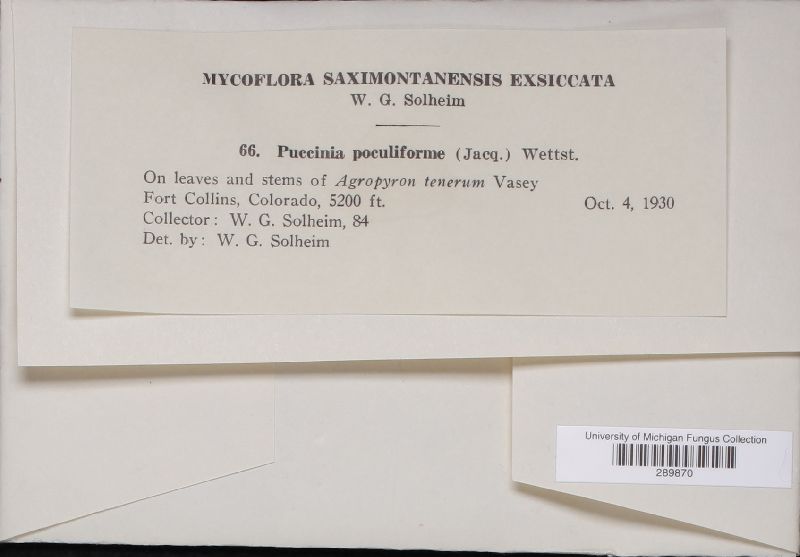 MYCOFLORA SAXIMONTANENSIS EXSICCATA
W. G. Solheim
66. Puccinia poculiforme (Jacq.) Wettst.
On leaves and stems of Agropyron tenerum Vasey
Fort Collins, Colorado, 5200 ft. Oct. 4, 1930
Collector: W. G. Solheim, 84
Det. by: W. G. Solheim
University of Michigan Fungus Collection
289870